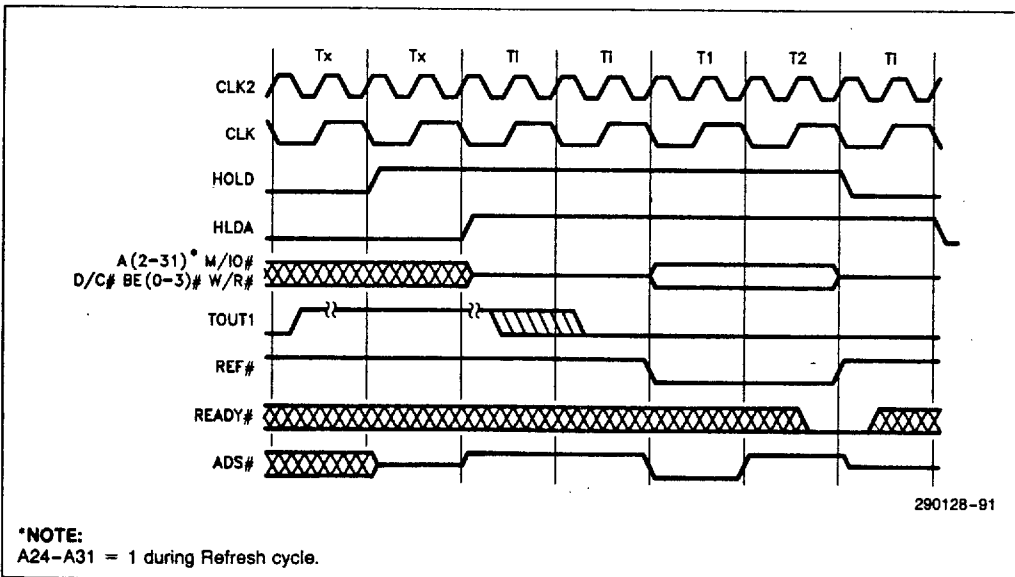 Tx Tx Ti Ti T1 T2 Ti
CLK2
CLK
HOLD
HLDA
A(2-31)* M/IO#
D/C# BE(0-3)# W/R#
TOUT1
REF#
READY#
ADS#
290128-91
*NOTE:
A24-A31 = 1 during Refresh cycle.